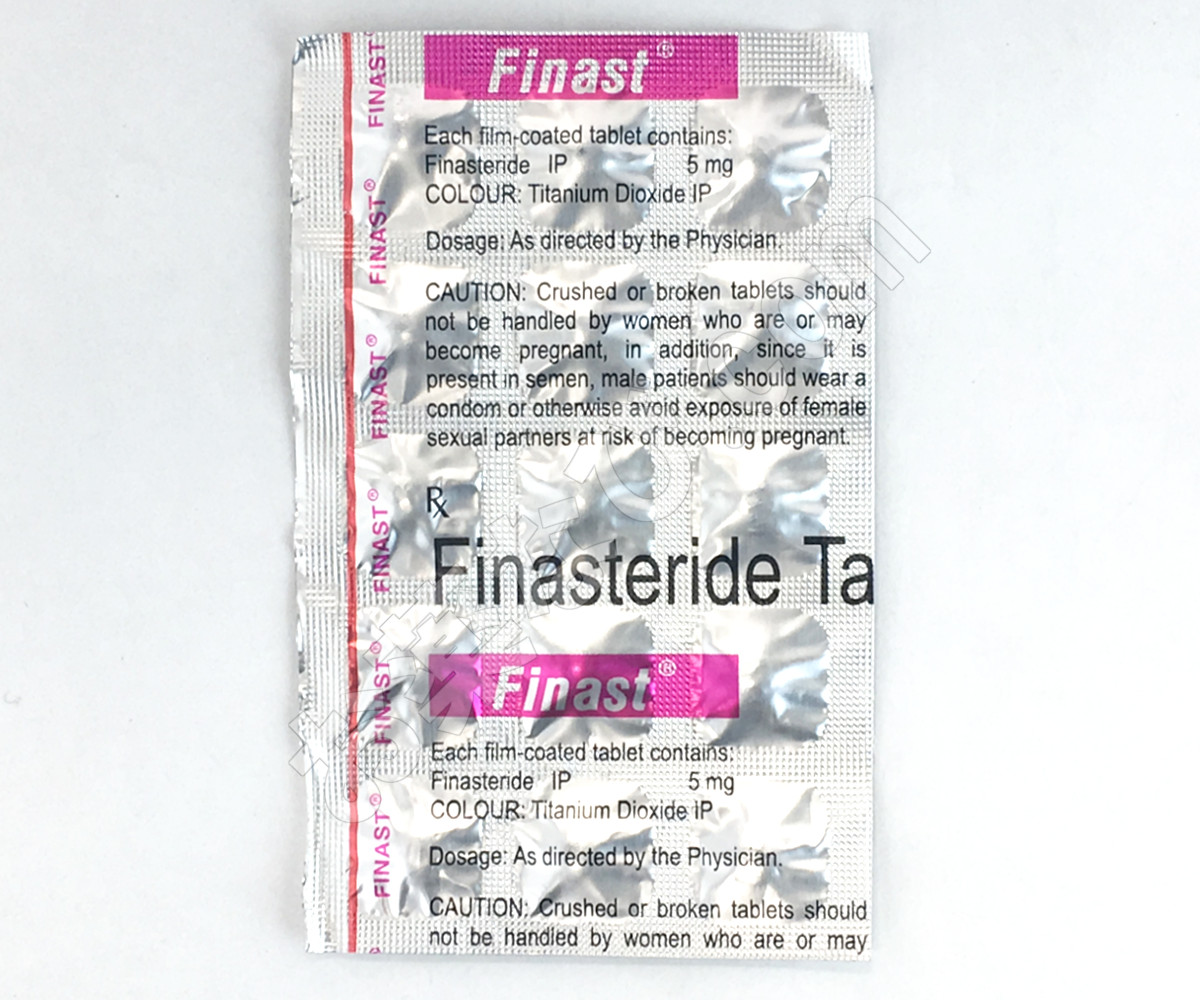 Finast®
Each film-coated tablet contains:
Finasteride IP 5 mg
COLOUR: Titanium Dioxide IP
Dosage: As directed by the Physician.
CAUTION: Crushed or broken tablets should
not be handled by women who are or may
become pregnant, in addition, since it is
present in semen, male patients should wear a
condom or otherwise avoid exposure of female
sexual partners at risk of becoming pregnant.
Rx
Finasteride Ta
Finast®
Each film-coated tablet contains:
Finasteride IP 5 mg
COLOUR: Titanium Dioxide IP
Dosage: As directed by the Physician.
CAUTION: Crushed or broken tablets should
not be handled by women who are or may
FINAST®
FINAST®
FINAST®
FINAST®
FINAST®
FINAST®